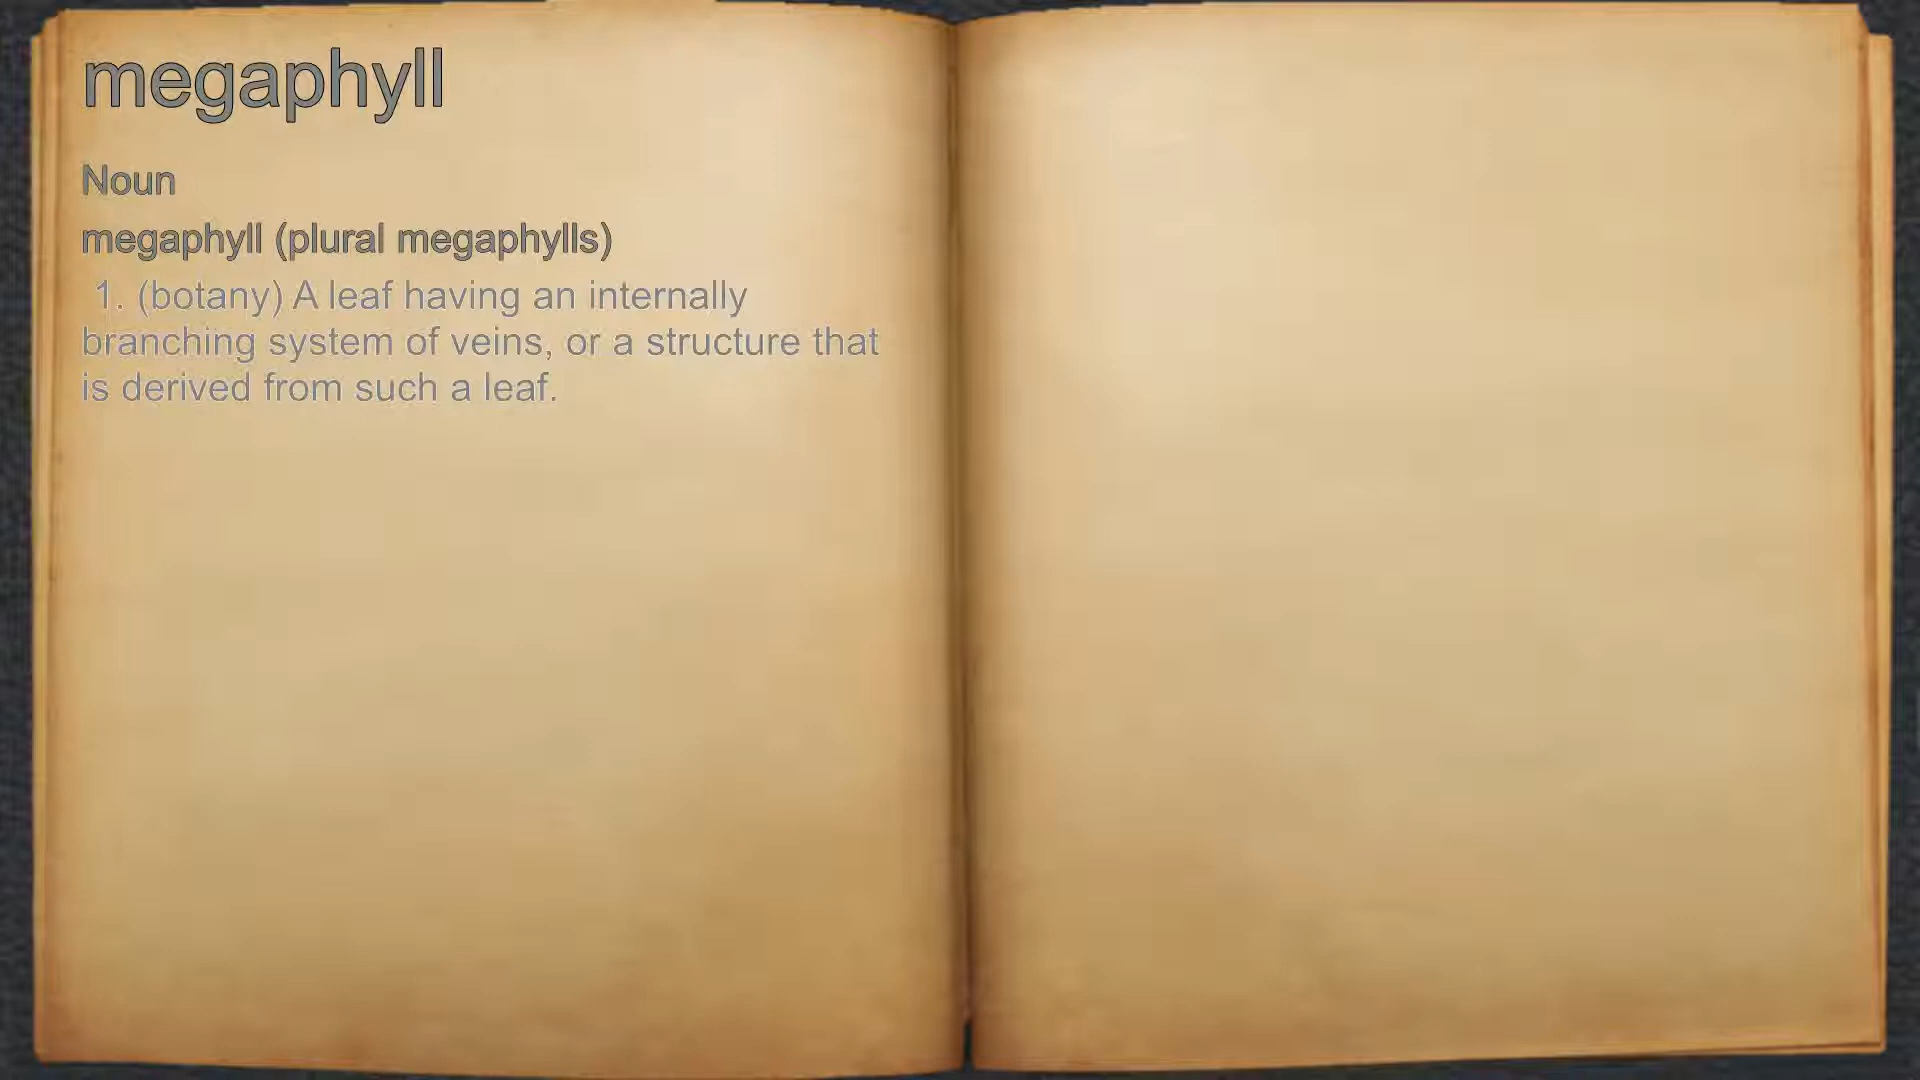 megaphyll
Noun
megaphyll (plural megaphylls)
1. (botany) A leaf having an internally
branching system of veins, or a structure that
is derived from such a leaf.